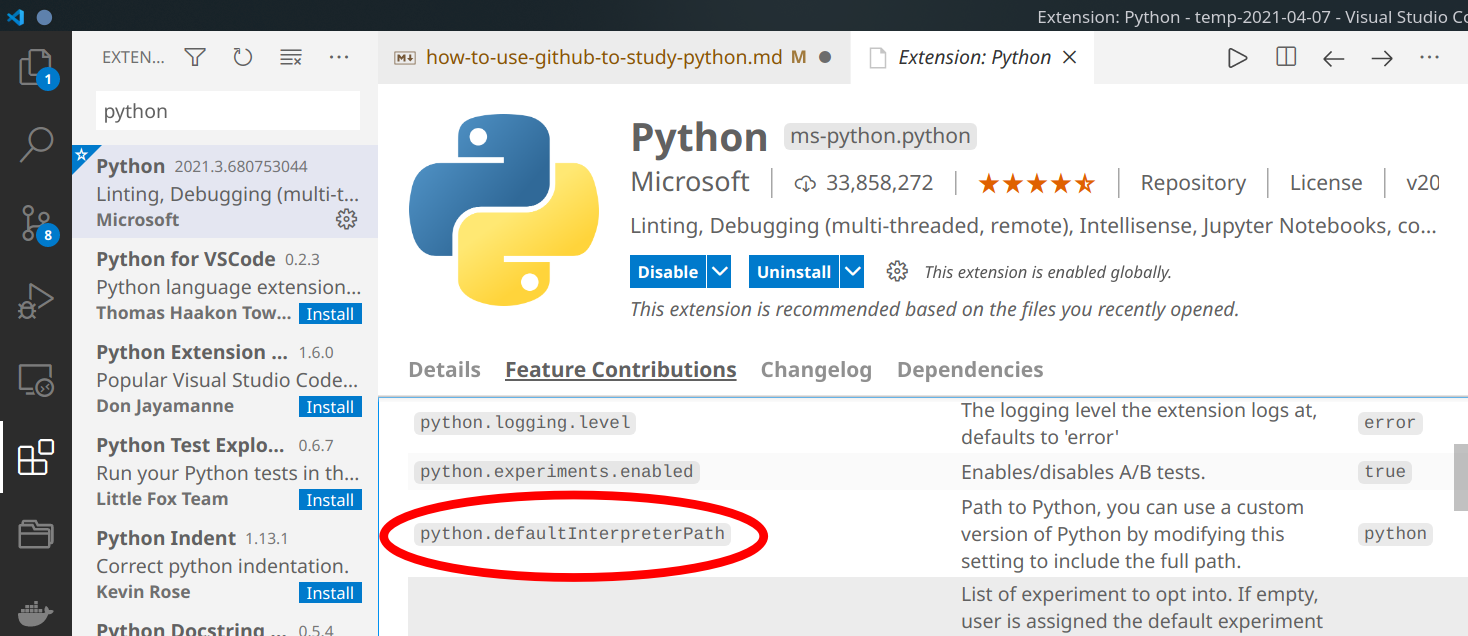 Extension: Python - temp-2021-04-07 - Visual Studio Co
EXTEN...
how-to-use-github-to-study-python.md M
Extension: Python
1
python
8
Python 2021.3.680753044
Linting, Debugging (multi-t...
Microsoft
Python for VSCode 0.2.3
Python language extension...
Thomas Haakon Tow... Install
Python Extension ... 1.6.0
Popular Visual Studio Code...
Don Jayamanne Install
Python Test Explo... 0.6.7
Run your Python tests in th...
Little Fox Team Install
Python Indent 1.13.1
Correct python indentation.
Kevin Rose Install
Python Docstring ... 0.5.4
Python ms-python.python
Microsoft 33,858,272 Repository License v20
Linting, Debugging (multi-threaded, remote), Intellisense, Jupyter Notebooks, co...
Disable Uninstall This extension is enabled globally.
This extension is recommended based on the files you recently opened.
Details Feature Contributions Changelog Dependencies
python.logging.level
The logging level the extension logs at,
defaults to 'error'
error
python.experiments.enabled
Enables/disables A/B tests.
true
python.defaultInterpreterPath
Path to Python, you can use a custom
version of Python by modifying this
setting to include the full path.
python
List of experiment to opt into. If empty,
user is assigned the default experiment